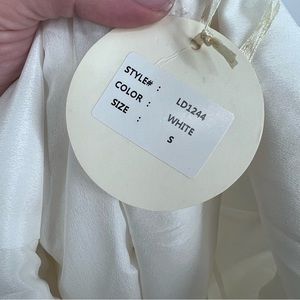 STYLE# : LD1244
COLOR : WHITE
SIZE : S